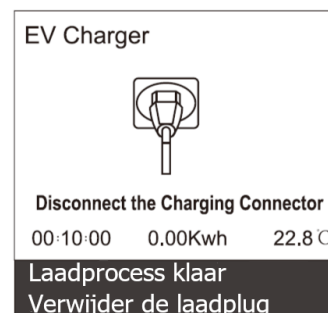 EV Charger
Disconnect the Charging Connector
00:10:00 0.00Kwh 22.8℃
Laadprocess klaar
Verwijder de laadplug